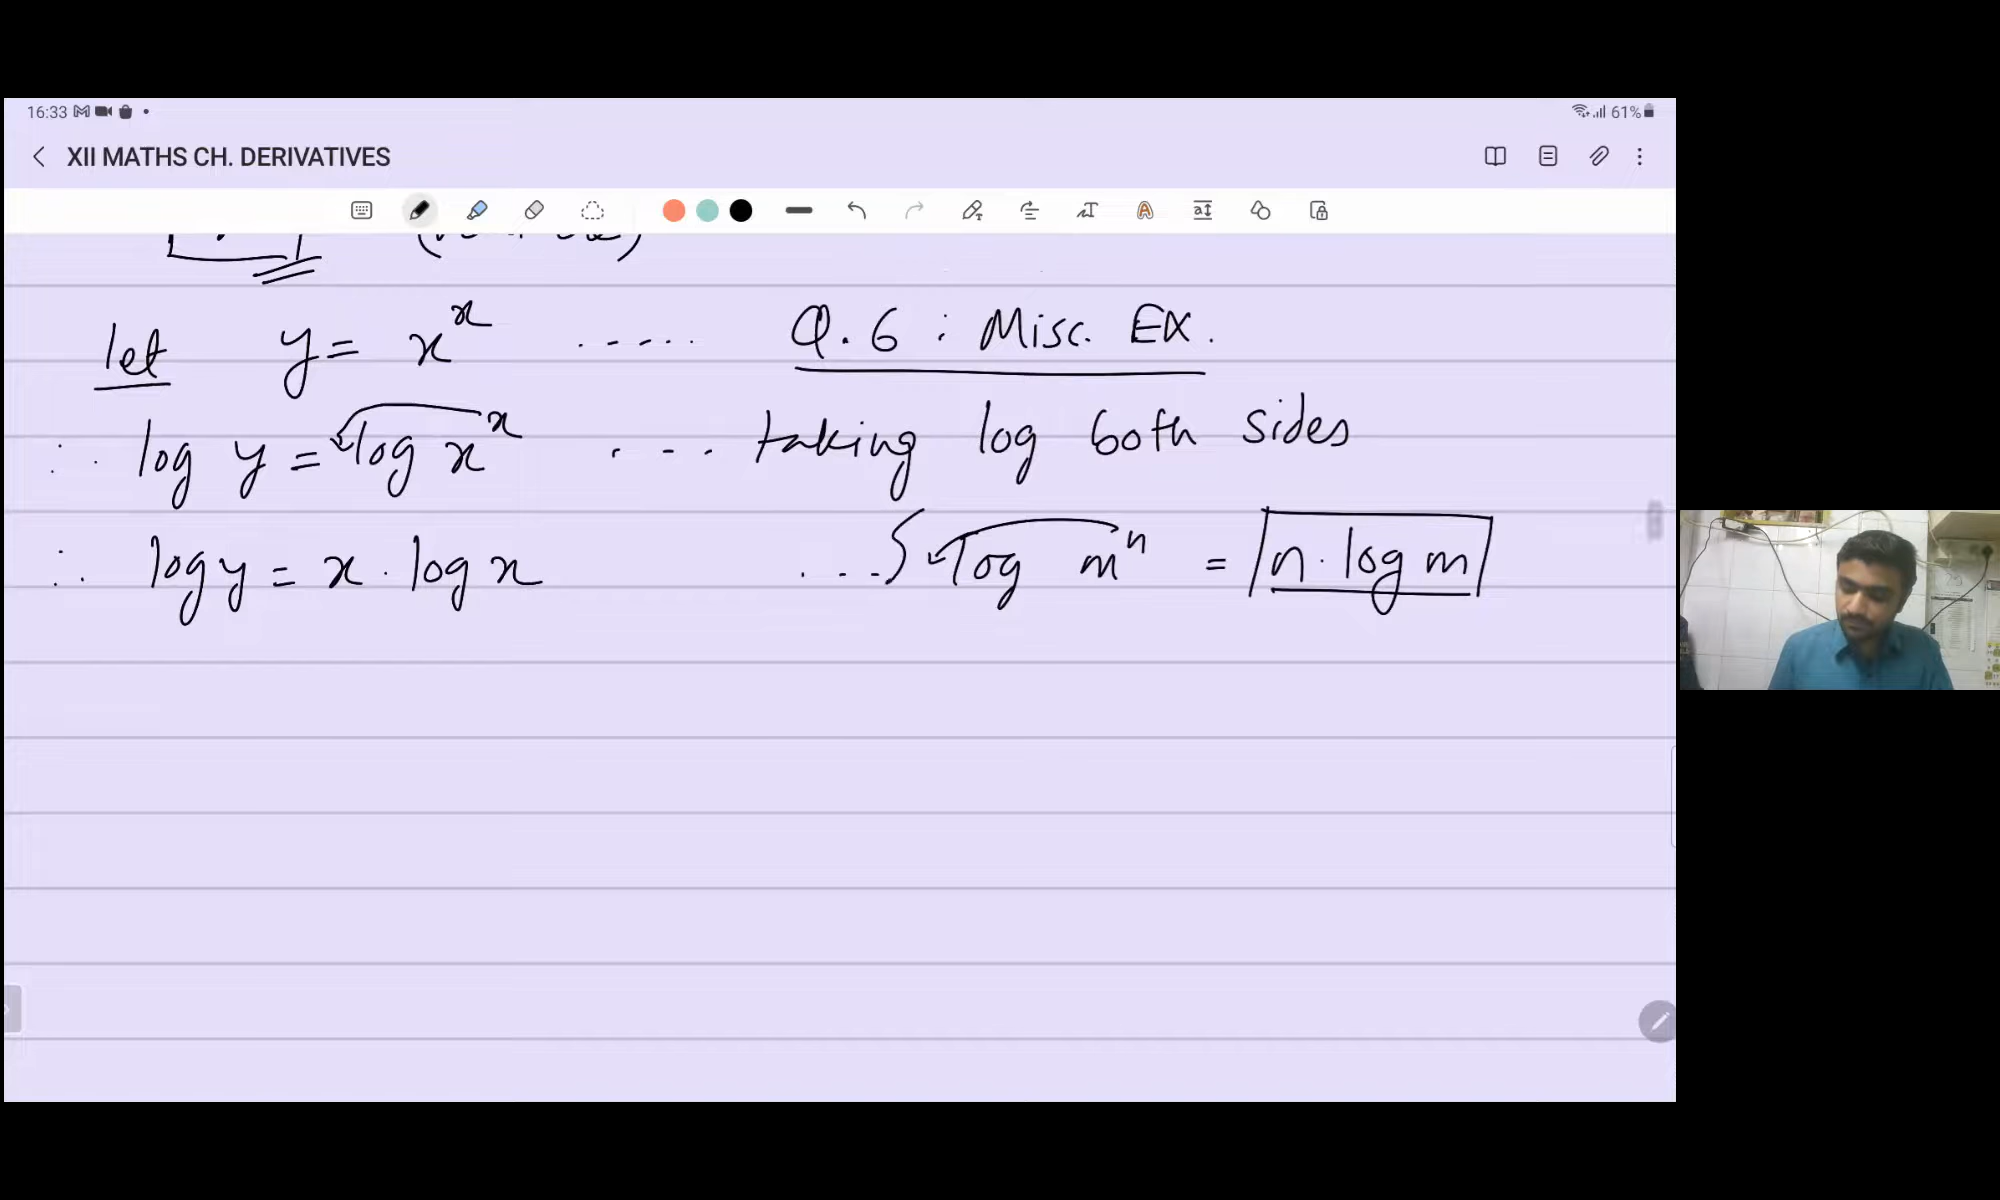 16:33
61%
XII MATHS CH. DERIVATIVES
let y = x^x ..... Q.6 : Misc. Ex.
∴ log y = log x^x .... taking log both sides
∴ log y = x . log x ....{ log m^n = n . log m